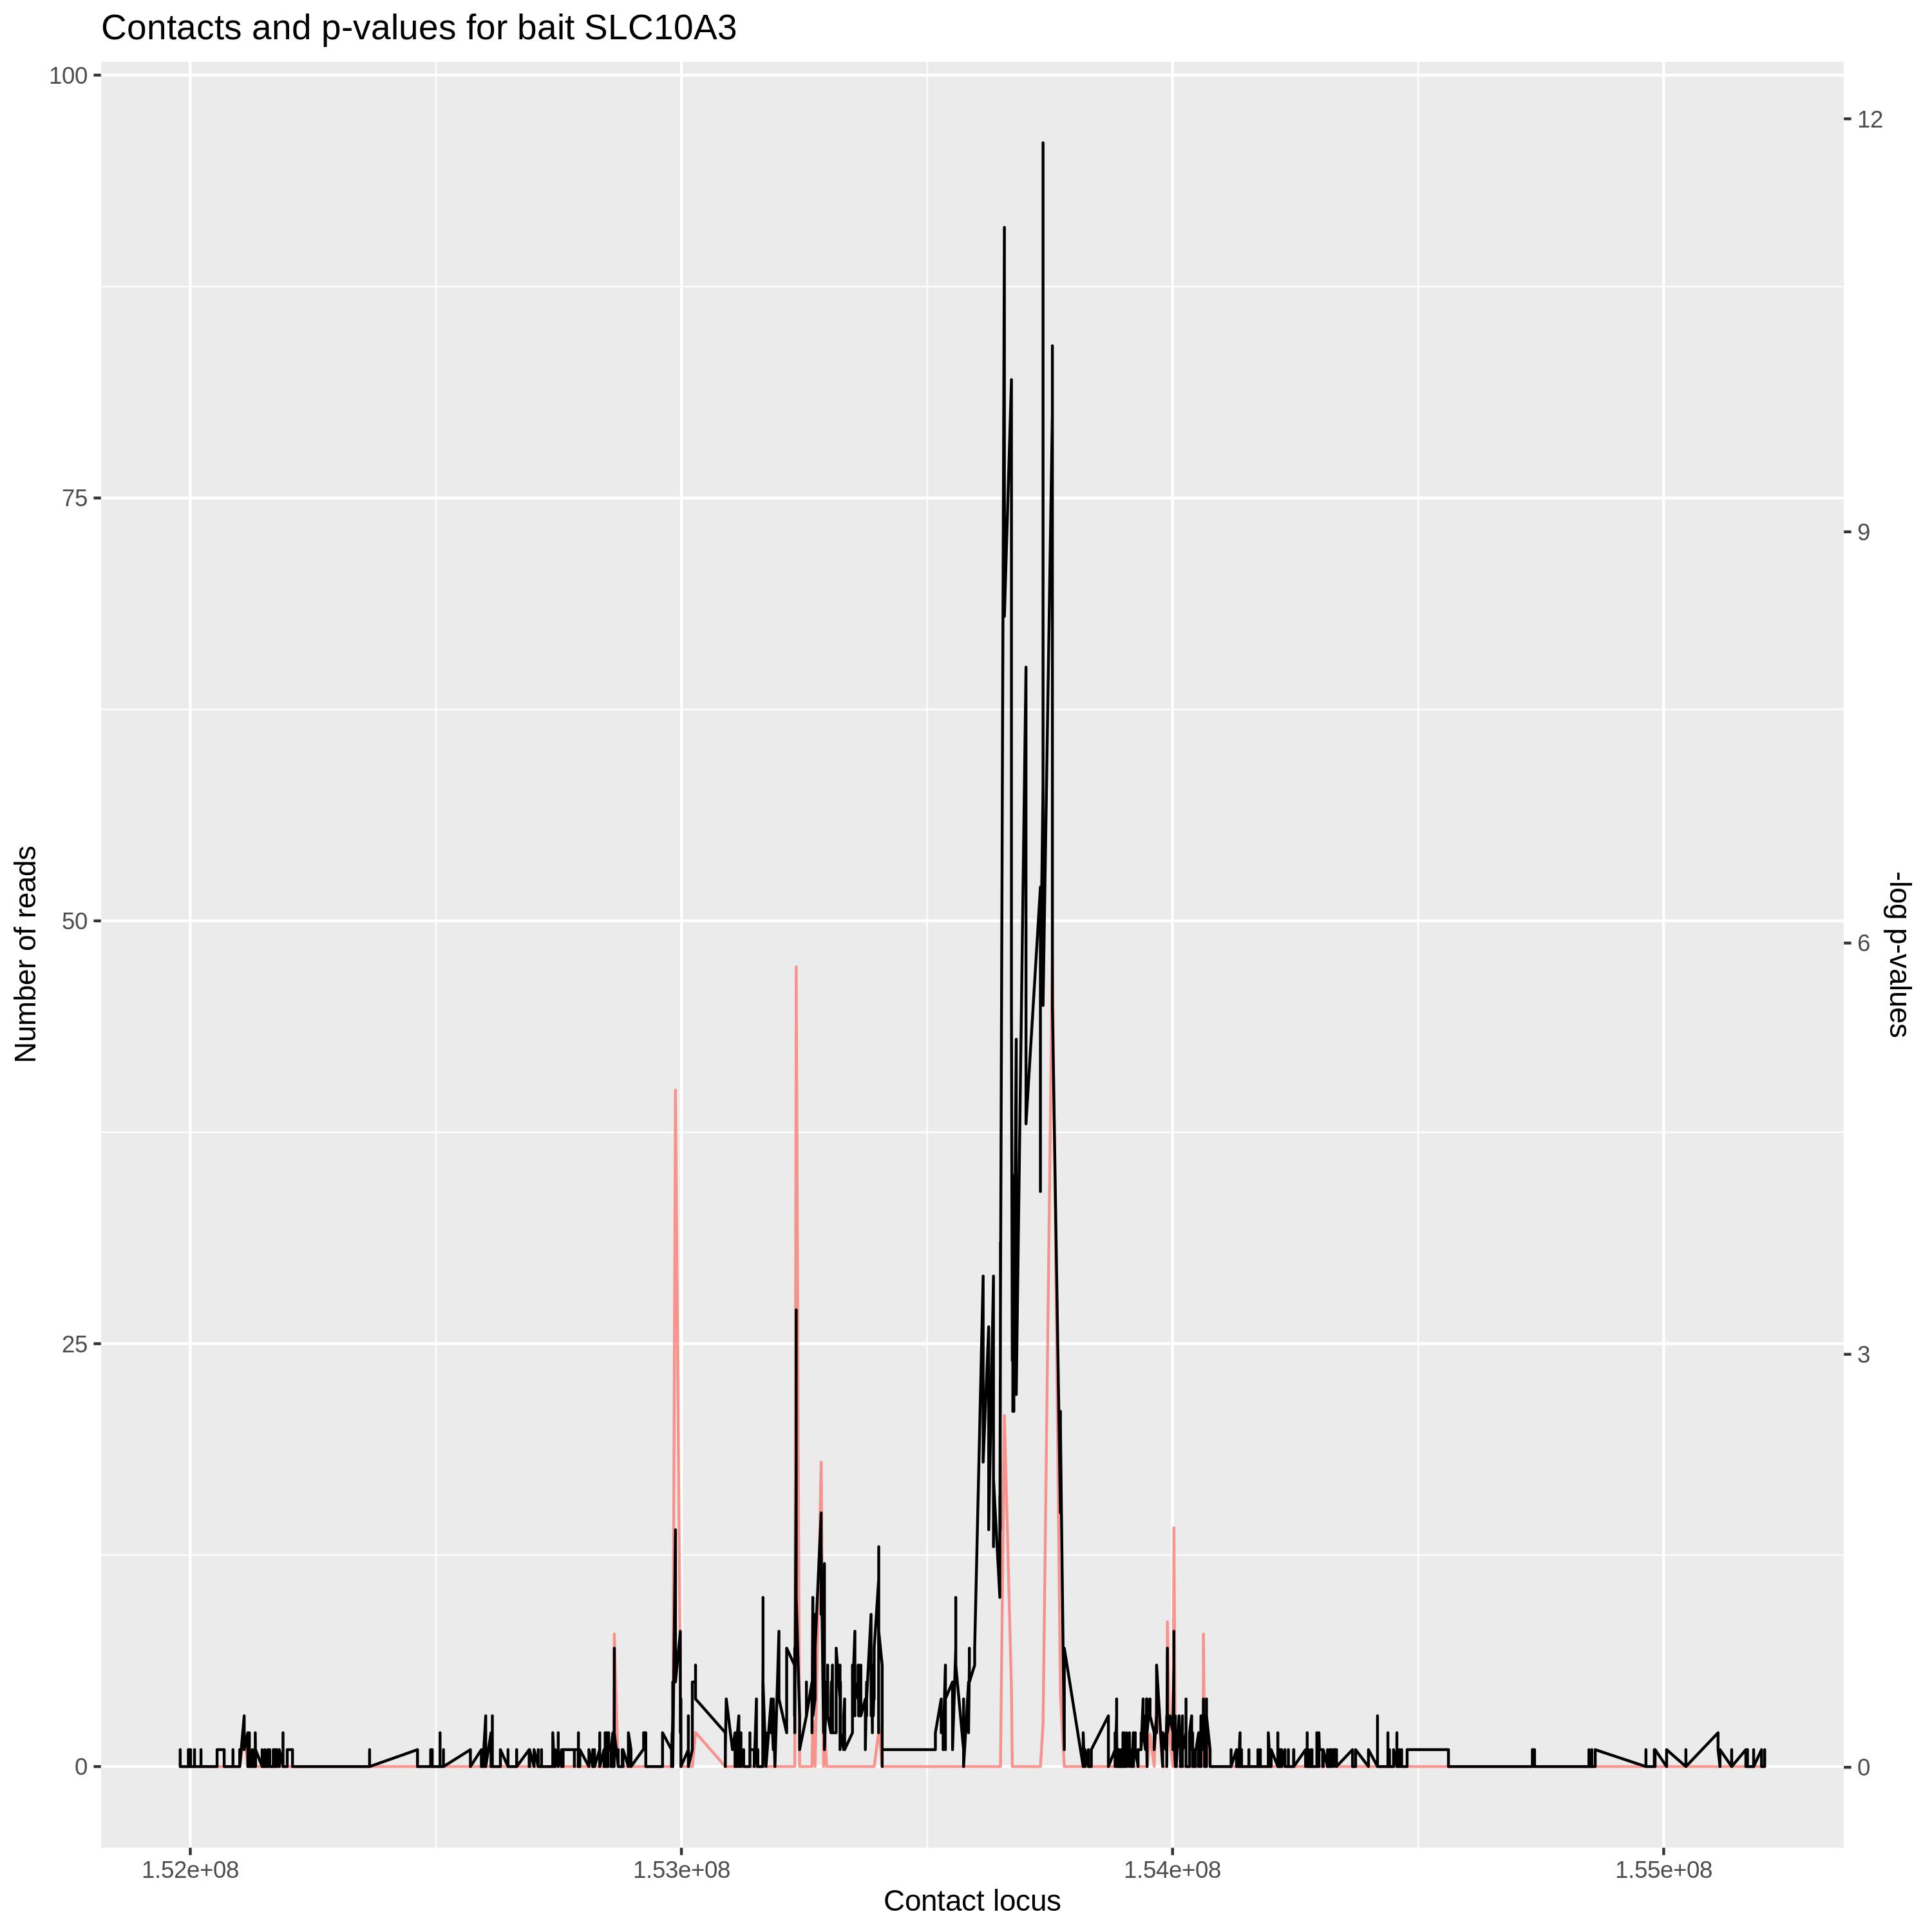 Contacts and p-values for bait SLC10A3
100
75
50
25
0
Number of reads
12
9
6
3
0
-log p-values
1.52e+08
1.53e+08
1.54e+08
1.55e+08
Contact locus